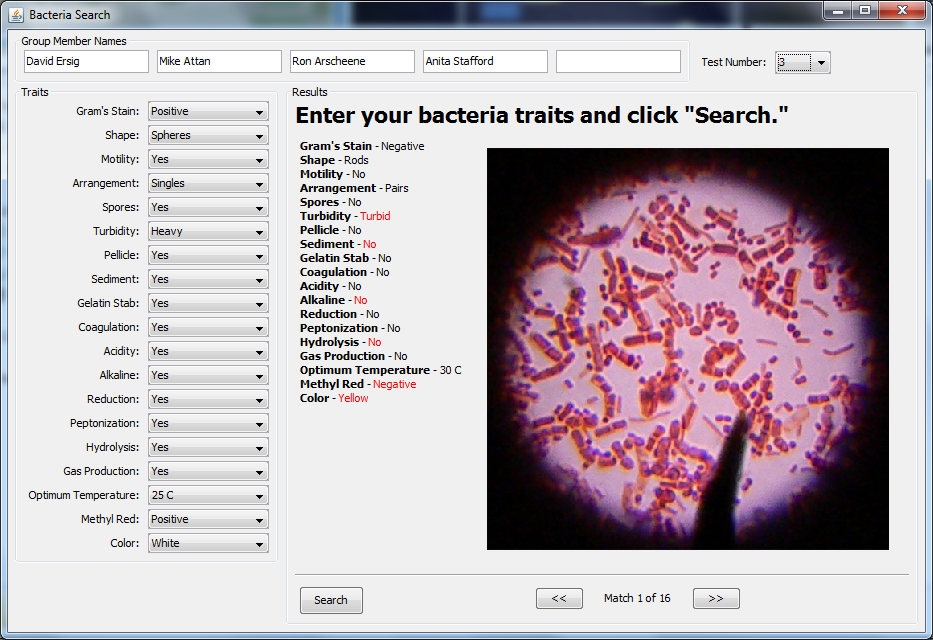 Bacteria Search
Group Member Names
David Ersig Mike Attan Ron Arscheene Anita Stafford
Test Number: 3
Traits
Gram's Stain: Positive
Shape: Spheres
Motility: Yes
Arrangement: Singles
Spores: Yes
Turbidity: Heavy
Pellicle: Yes
Sediment: Yes
Gelatin Stab: Yes
Coagulation: Yes
Acidity: Yes
Alkaline: Yes
Reduction: Yes
Peptonization: Yes
Hydrolysis: Yes
Gas Production: Yes
Optimum Temperature: 25 C
Methyl Red: Positive
Color: White
Results
Enter your bacteria traits and click "Search."
Gram's Stain - Negative
Shape - Rods
Motility - No
Arrangement - Pairs
Spores - No
Turbidity - Turbid
Pellicle - No
Sediment - No
Gelatin Stab - No
Coagulation - No
Acidity - No
Alkaline - No
Reduction - No
Peptonization - No
Hydrolysis - No
Gas Production - No
Optimum Temperature - 30 C
Methyl Red - Negative
Color - Yellow
Search << Match 1 of 16 >>